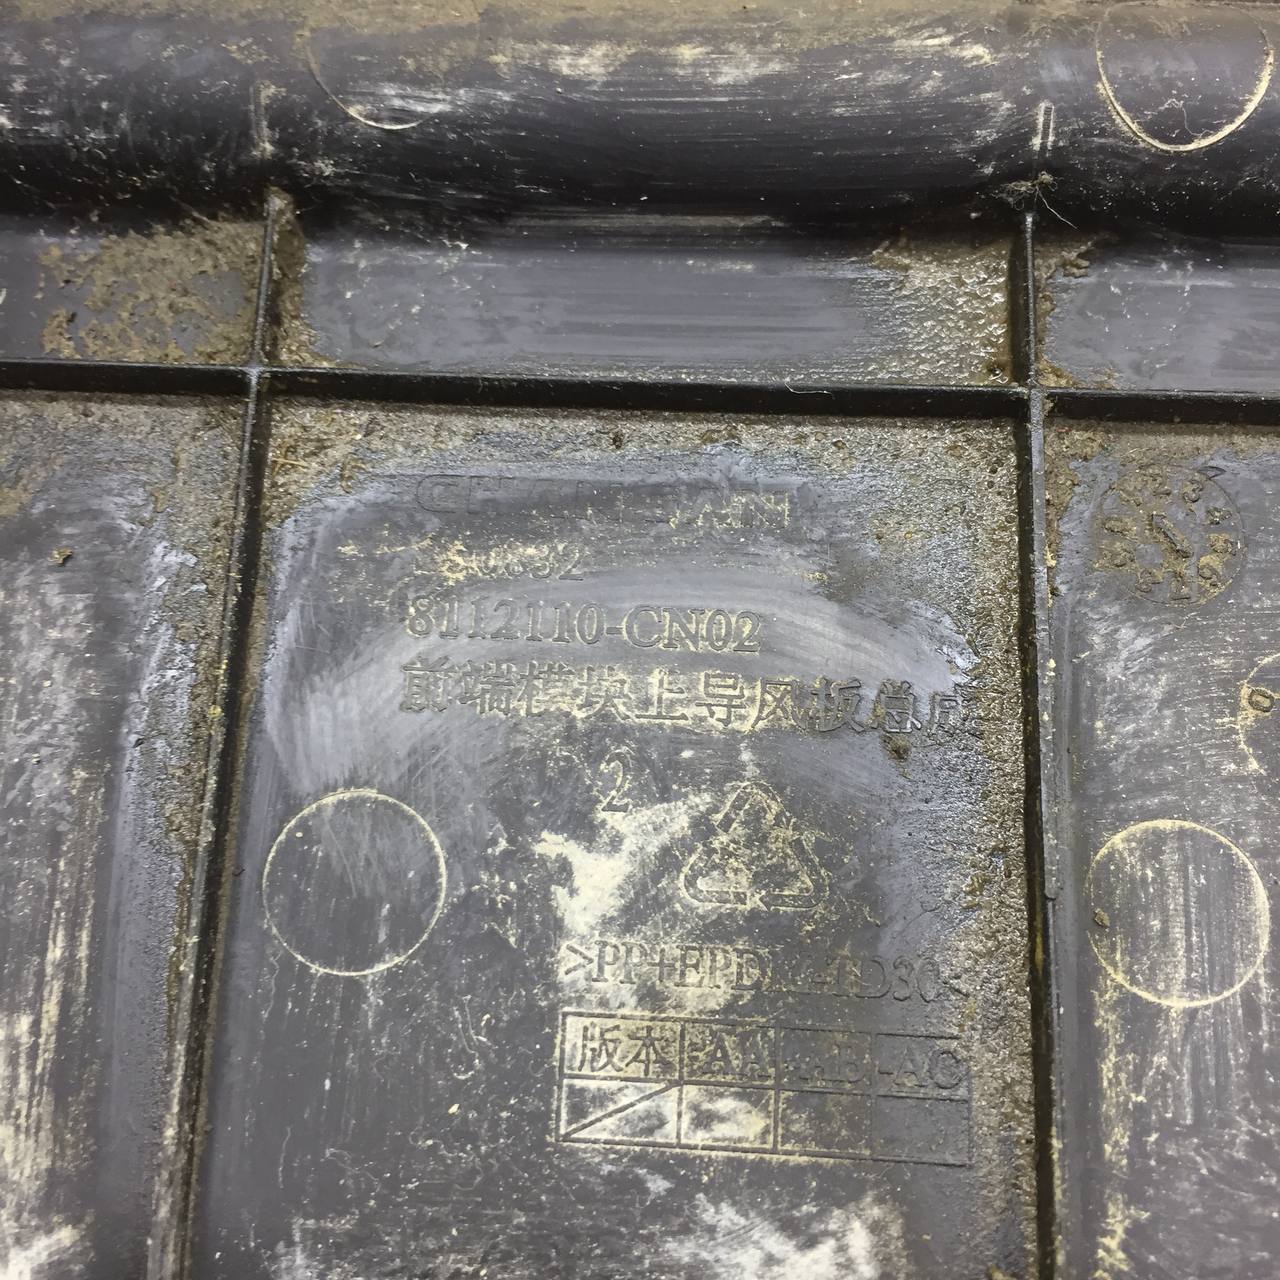 CHANGAN
8112110-CN02
前端模块上导风板总成
2
>PP+EPDM-TD30<
版本 -AA -AB -AC